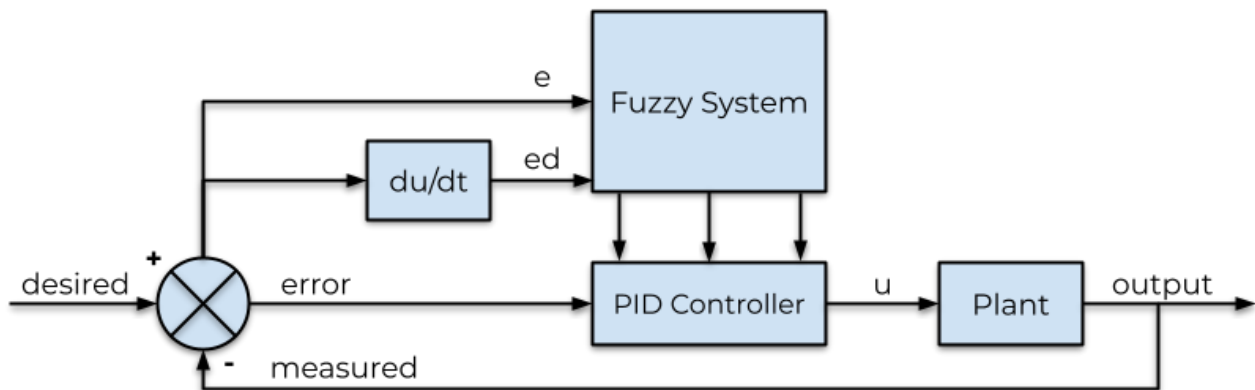 e
Fuzzy System
du/dt
ed
+
desired
error
PID Controller
u
Plant
output
-
measured